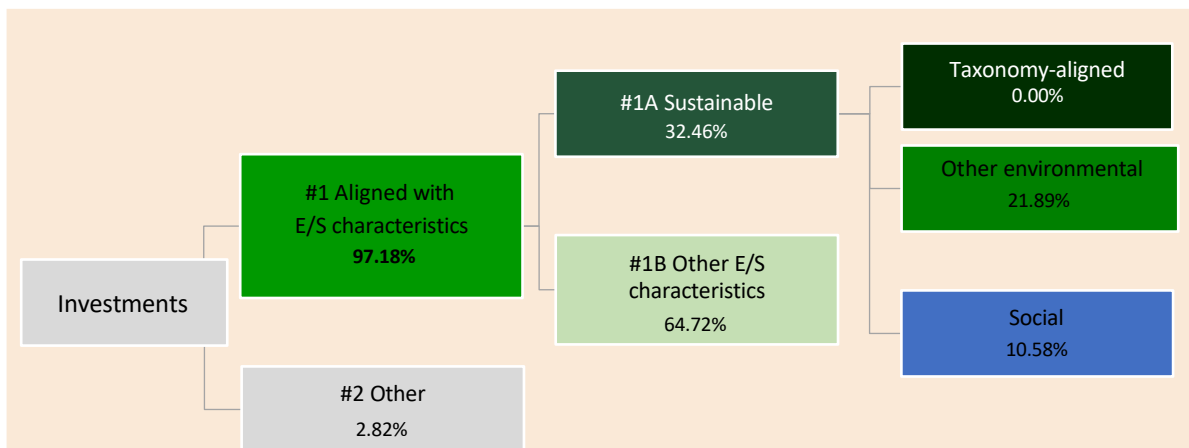 Investments
#1 Aligned with
E/S characteristics
97.18%
#2 Other
2.82%
#1A Sustainable
32.46%
#1B Other E/S
characteristics
64.72%
Taxonomy-aligned
0.00%
Other environmental
21.89%
Social
10.58%